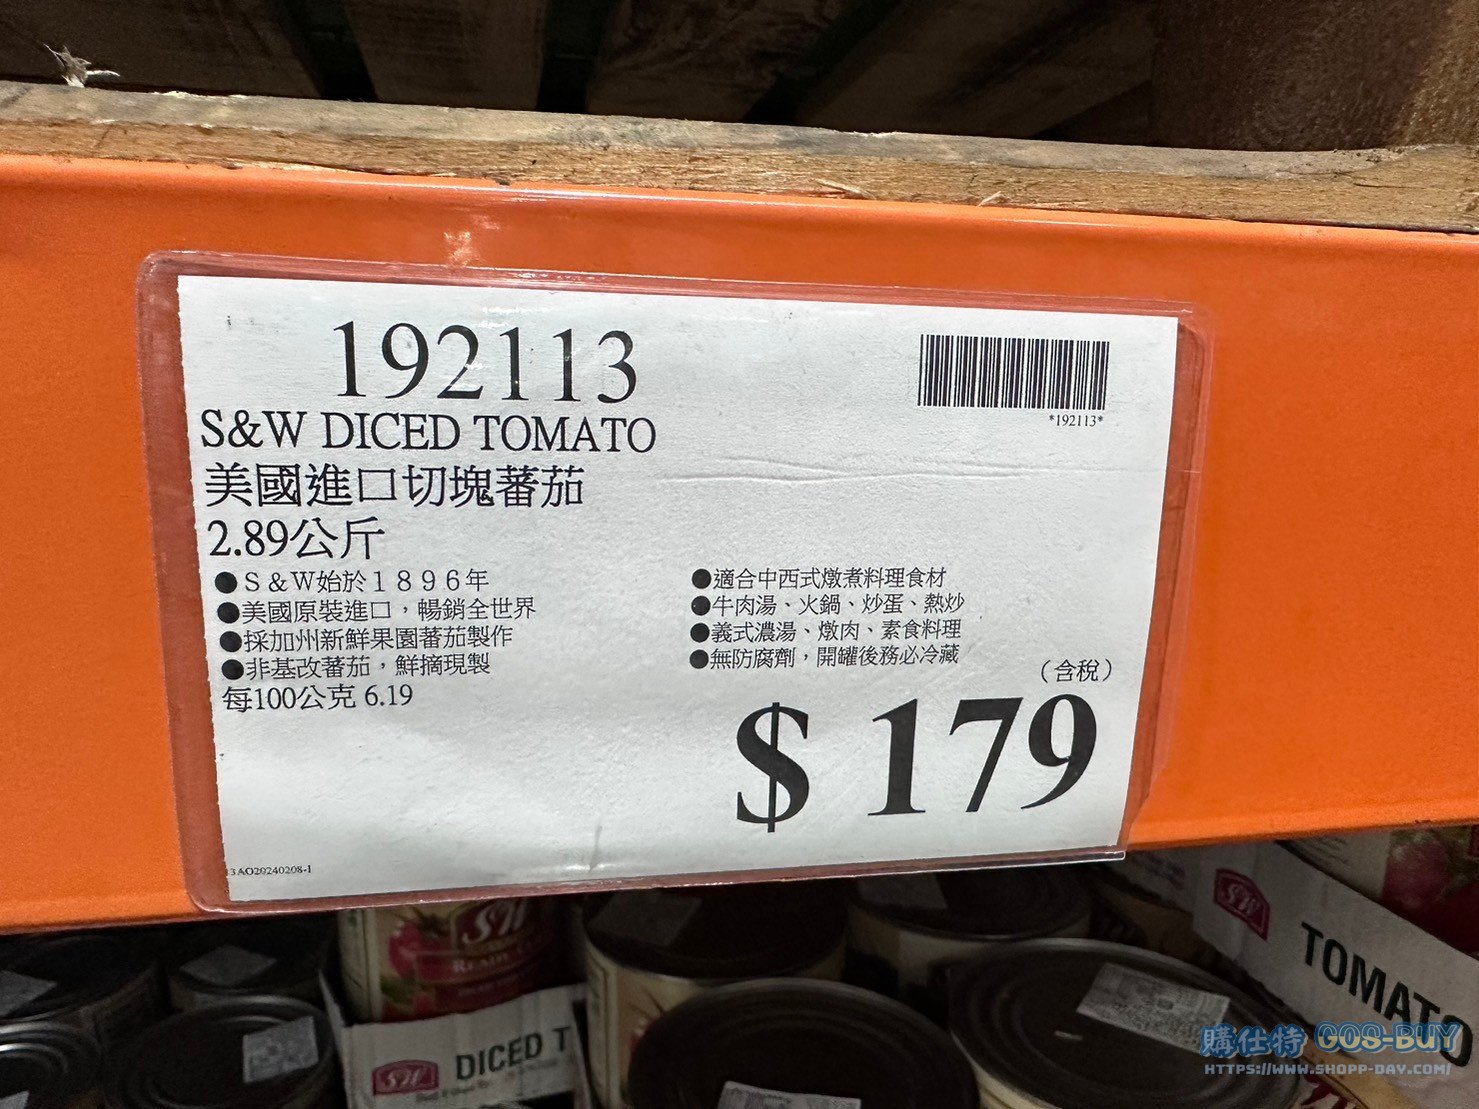 192113
*192113*
S&W DICED TOMATO
美國進口切塊蕃茄
2.89公斤
●S&W始於1896年
●美國原裝進口，暢銷全世界
●採加州新鮮果園蕃茄製作
●非基改蕃茄，鮮摘現製
每100公克 6.19
●適合中西式燉煮料理食材
●牛肉湯、火鍋、炒蛋、熱炒
●義式濃湯、燉肉、素食料理
●無防腐劑，開罐後務必冷藏
(含稅)
$ 179
13AO20240208-1
S&W
S&W
TOMATO
S&W
DICED T
購仕特 GOS-BUY
HTTPS://WWW.SHOPP-DAY.COM/